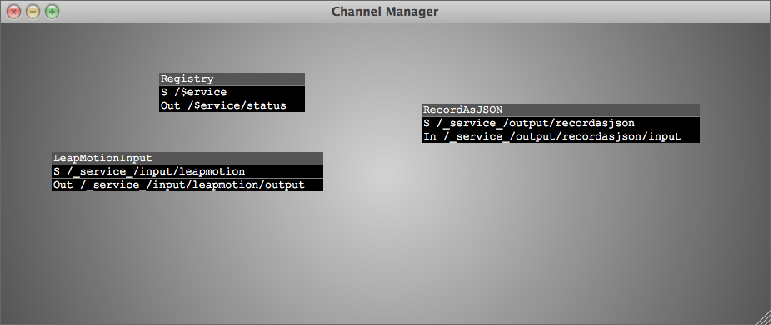 Channel Manager
Registry
S /$ervice
Out /$ervice/status
RecordAsJSON
S /_service_/output/recordasjson
In /_service_/output/recordasjson/input
LeapMotionInput
S /_service_/input/leapmotion
Out /_service_/input/leapmotion/output